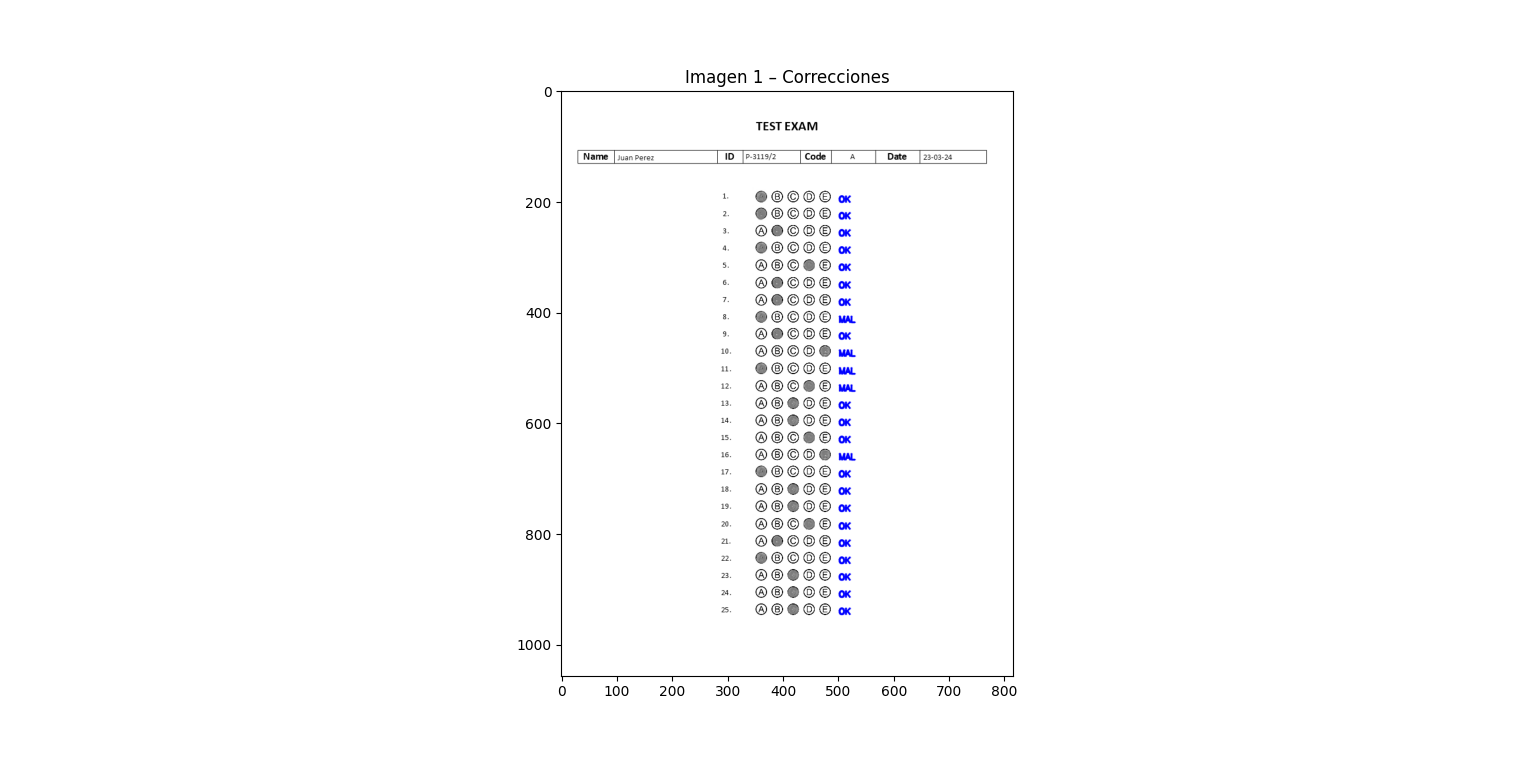 Imagen 1 – Correcciones
0
TEST EXAM
Name Juan Perez ID P-3119/2 Code A Date 23-03-24
1. B C D E OK
200
2. B C D E OK
3. A C D E OK
4. B C D E OK
5. A B C E OK
6. A C D E OK
7. A C D E OK
400
8. B C D E MAL
9. A C D E OK
10. A B C D MAL
11. B C D E MAL
12. A B C E MAL
13. A B D E OK
600
14. A B D E OK
15. A B C E OK
16. A B C D MAL
17. B C D E OK
18. A B D E OK
19. A B D E OK
20. A B C E OK
800
21. A C D E OK
22. B C D E OK
23. A B D E OK
24. A B D E OK
25. A B D E OK
1000
0 100 200 300 400 500 600 700 800